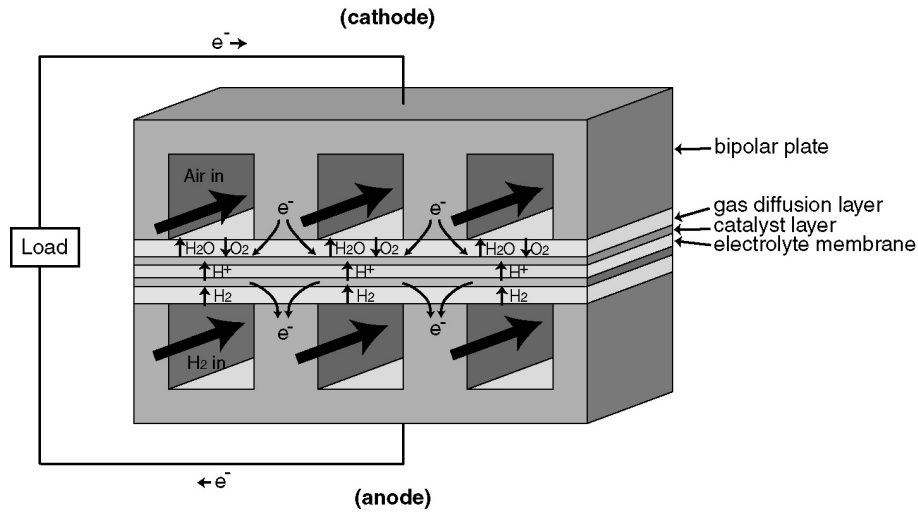 (cathode)
e-
bipolar plate
Air in
gas diffusion layer
catalyst layer
electrolyte membrane
e- e-
H2O O2 H2O O2 H2O O2
Load
H+ H+ H+
H2 H2 H2
e- e-
H2 in
e-
(anode)